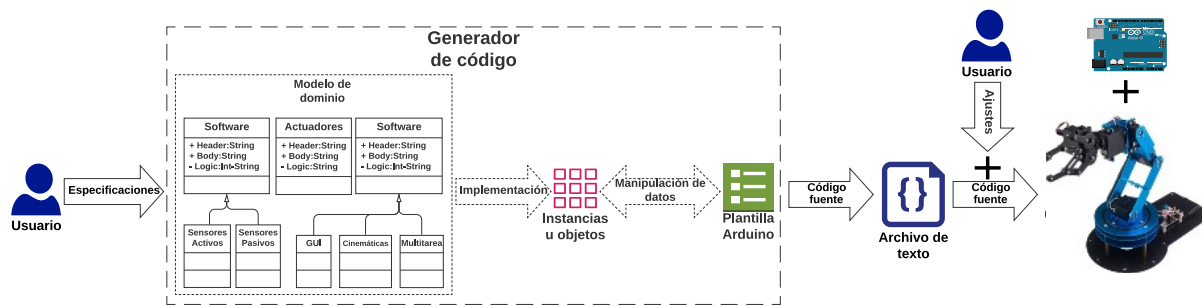 Generador
de código
Modelo de
dominio
Software
+ Header:String
+ Body:String
- Logic:Int-String
Actuadores
+ Header:String
+ Body:String
- Logic:Int-String
Software
+ Header:String
+ Body:String
- Logic:Int-String
Sensores
Activos
Sensores
Pasivos
GUI
Cinemáticas
Multitarea
Usuario
Especificaciones
Implementación
Instancias
u objetos
Manipulación de
datos
Plantilla
Arduino
Código
fuente
{ }
Archivo de
texto
Usuario
Ajustes
+
Código
fuente
+